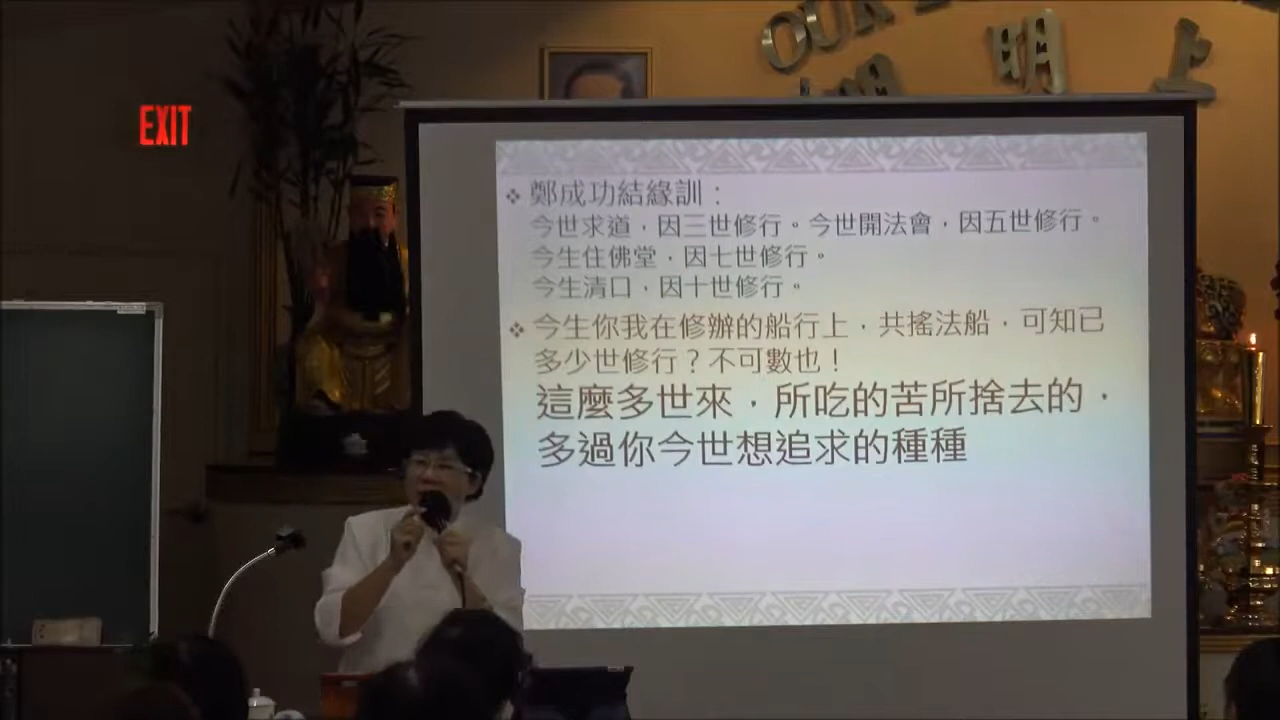 OUR
明明上
EXIT
❖ 鄭成功結緣訓：
今世求道，因三世修行。今世開法會，因五世修行。
今生住佛堂，因七世修行。
今生清口，因十世修行。
❖ 今生你我在修辦的船行上，共搖法船，可知已
多少世修行？不可數也！
這麼多世來，所吃的苦所捨去的，
多過你今世想追求的種種